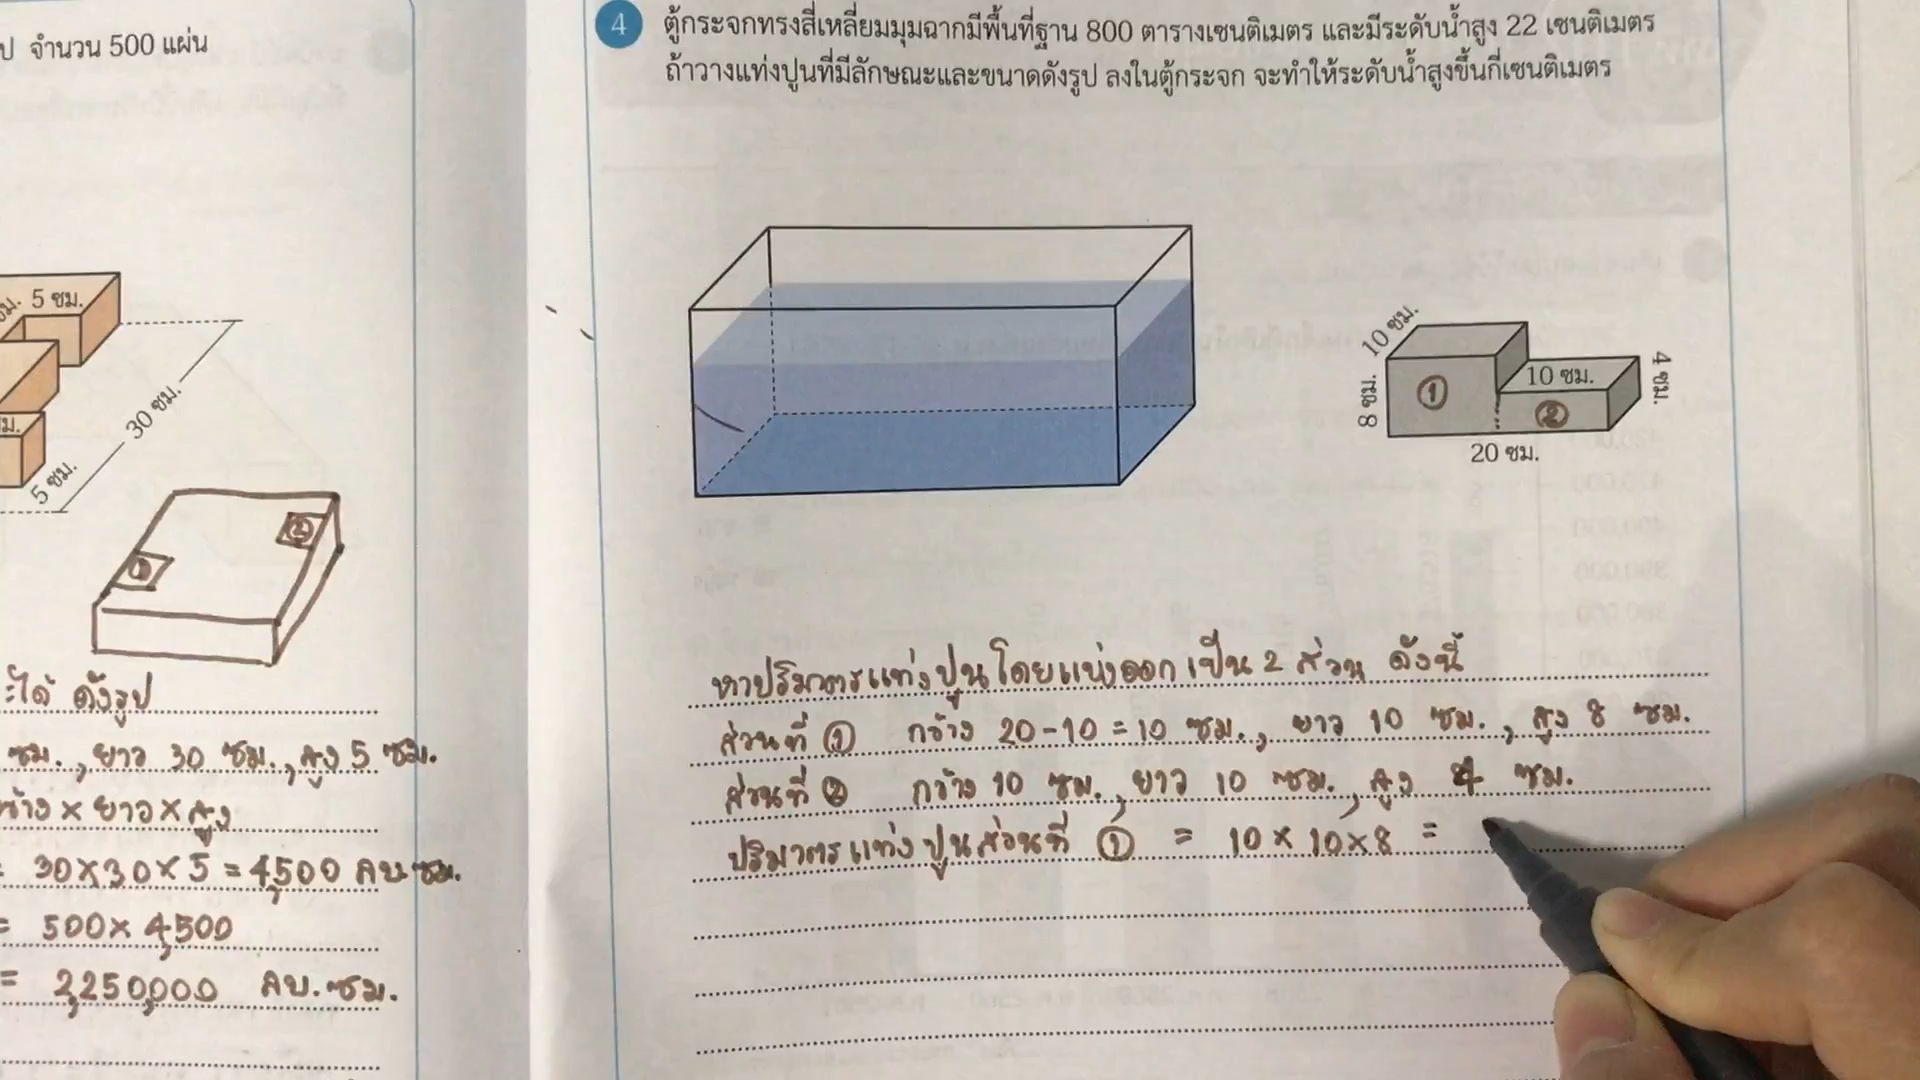 ป จำนวน 500 แผ่น
5 ซม.
30 ซม.
5 ซม.
ะได้ ดังรูป
ซม., ยาว 30 ซม., สูง 5 ซม.
กว้าง × ยาว × สูง
= 30×30×5 = 4,500 ลบ.ซม.
= 500× 4,500
= 2,250,000 ลบ.ซม.
4 ตู้กระจกทรงสี่เหลี่ยมมุมฉากมีพื้นที่ฐาน 800 ตารางเซนติเมตร และมีระดับน้ำสูง 22 เซนติเมตร
ถ้าวางแท่งปูนที่มีลักษณะและขนาดดังรูป ลงในตู้กระจก จะทำให้ระดับน้ำสูงขึ้นกี่เซนติเมตร
10 ซม.
8 ซม.
①
10 ซม.
②
4 ซม.
20 ซม.
หาปริมาตรแท่งปูนโดยแบ่งออกเป็น 2 ส่วน ดังนี้
ส่วนที่ ① กว้าง 20-10 = 10 ซม., ยาว 10 ซม., สูง 8 ซม.
ส่วนที่ ② กว้าง 10 ซม., ยาว 10 ซม., สูง 4 ซม.
ปริมาตรแท่งปูนส่วนที่ ① = 10 × 10 × 8 =